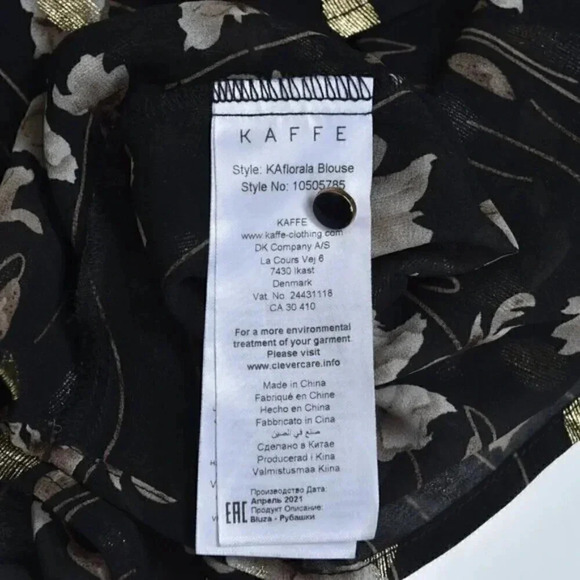 KAFFE
Style: KAflorala Blouse
Style No: 10505785
KAFFE
www.kaffe-clothing.com
DK Company A/S
La Cours Vej 6
7430 Ikast
Denmark
Vat. No. 24431118
CA 30 410
For a more environmental
treatment of your garment
Please visit
www.clevercare.info
Made in China
Fabriqué en Chine
Hecho en China
Fabbricato in Cina
صنع في الصين
Сделано в Китае
Producerad i Kina
Valmistusmaa Kiina
Производство Дата:
Апрель 2021
Продукт Описание:
Bluza - Рубашки
EAC